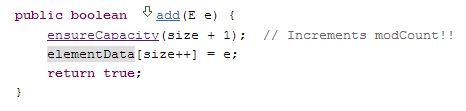 public boolean add(E e) {
ensureCapacity(size + 1);  // Increments modCount!!
elementData[size++] = e;
return true;
}